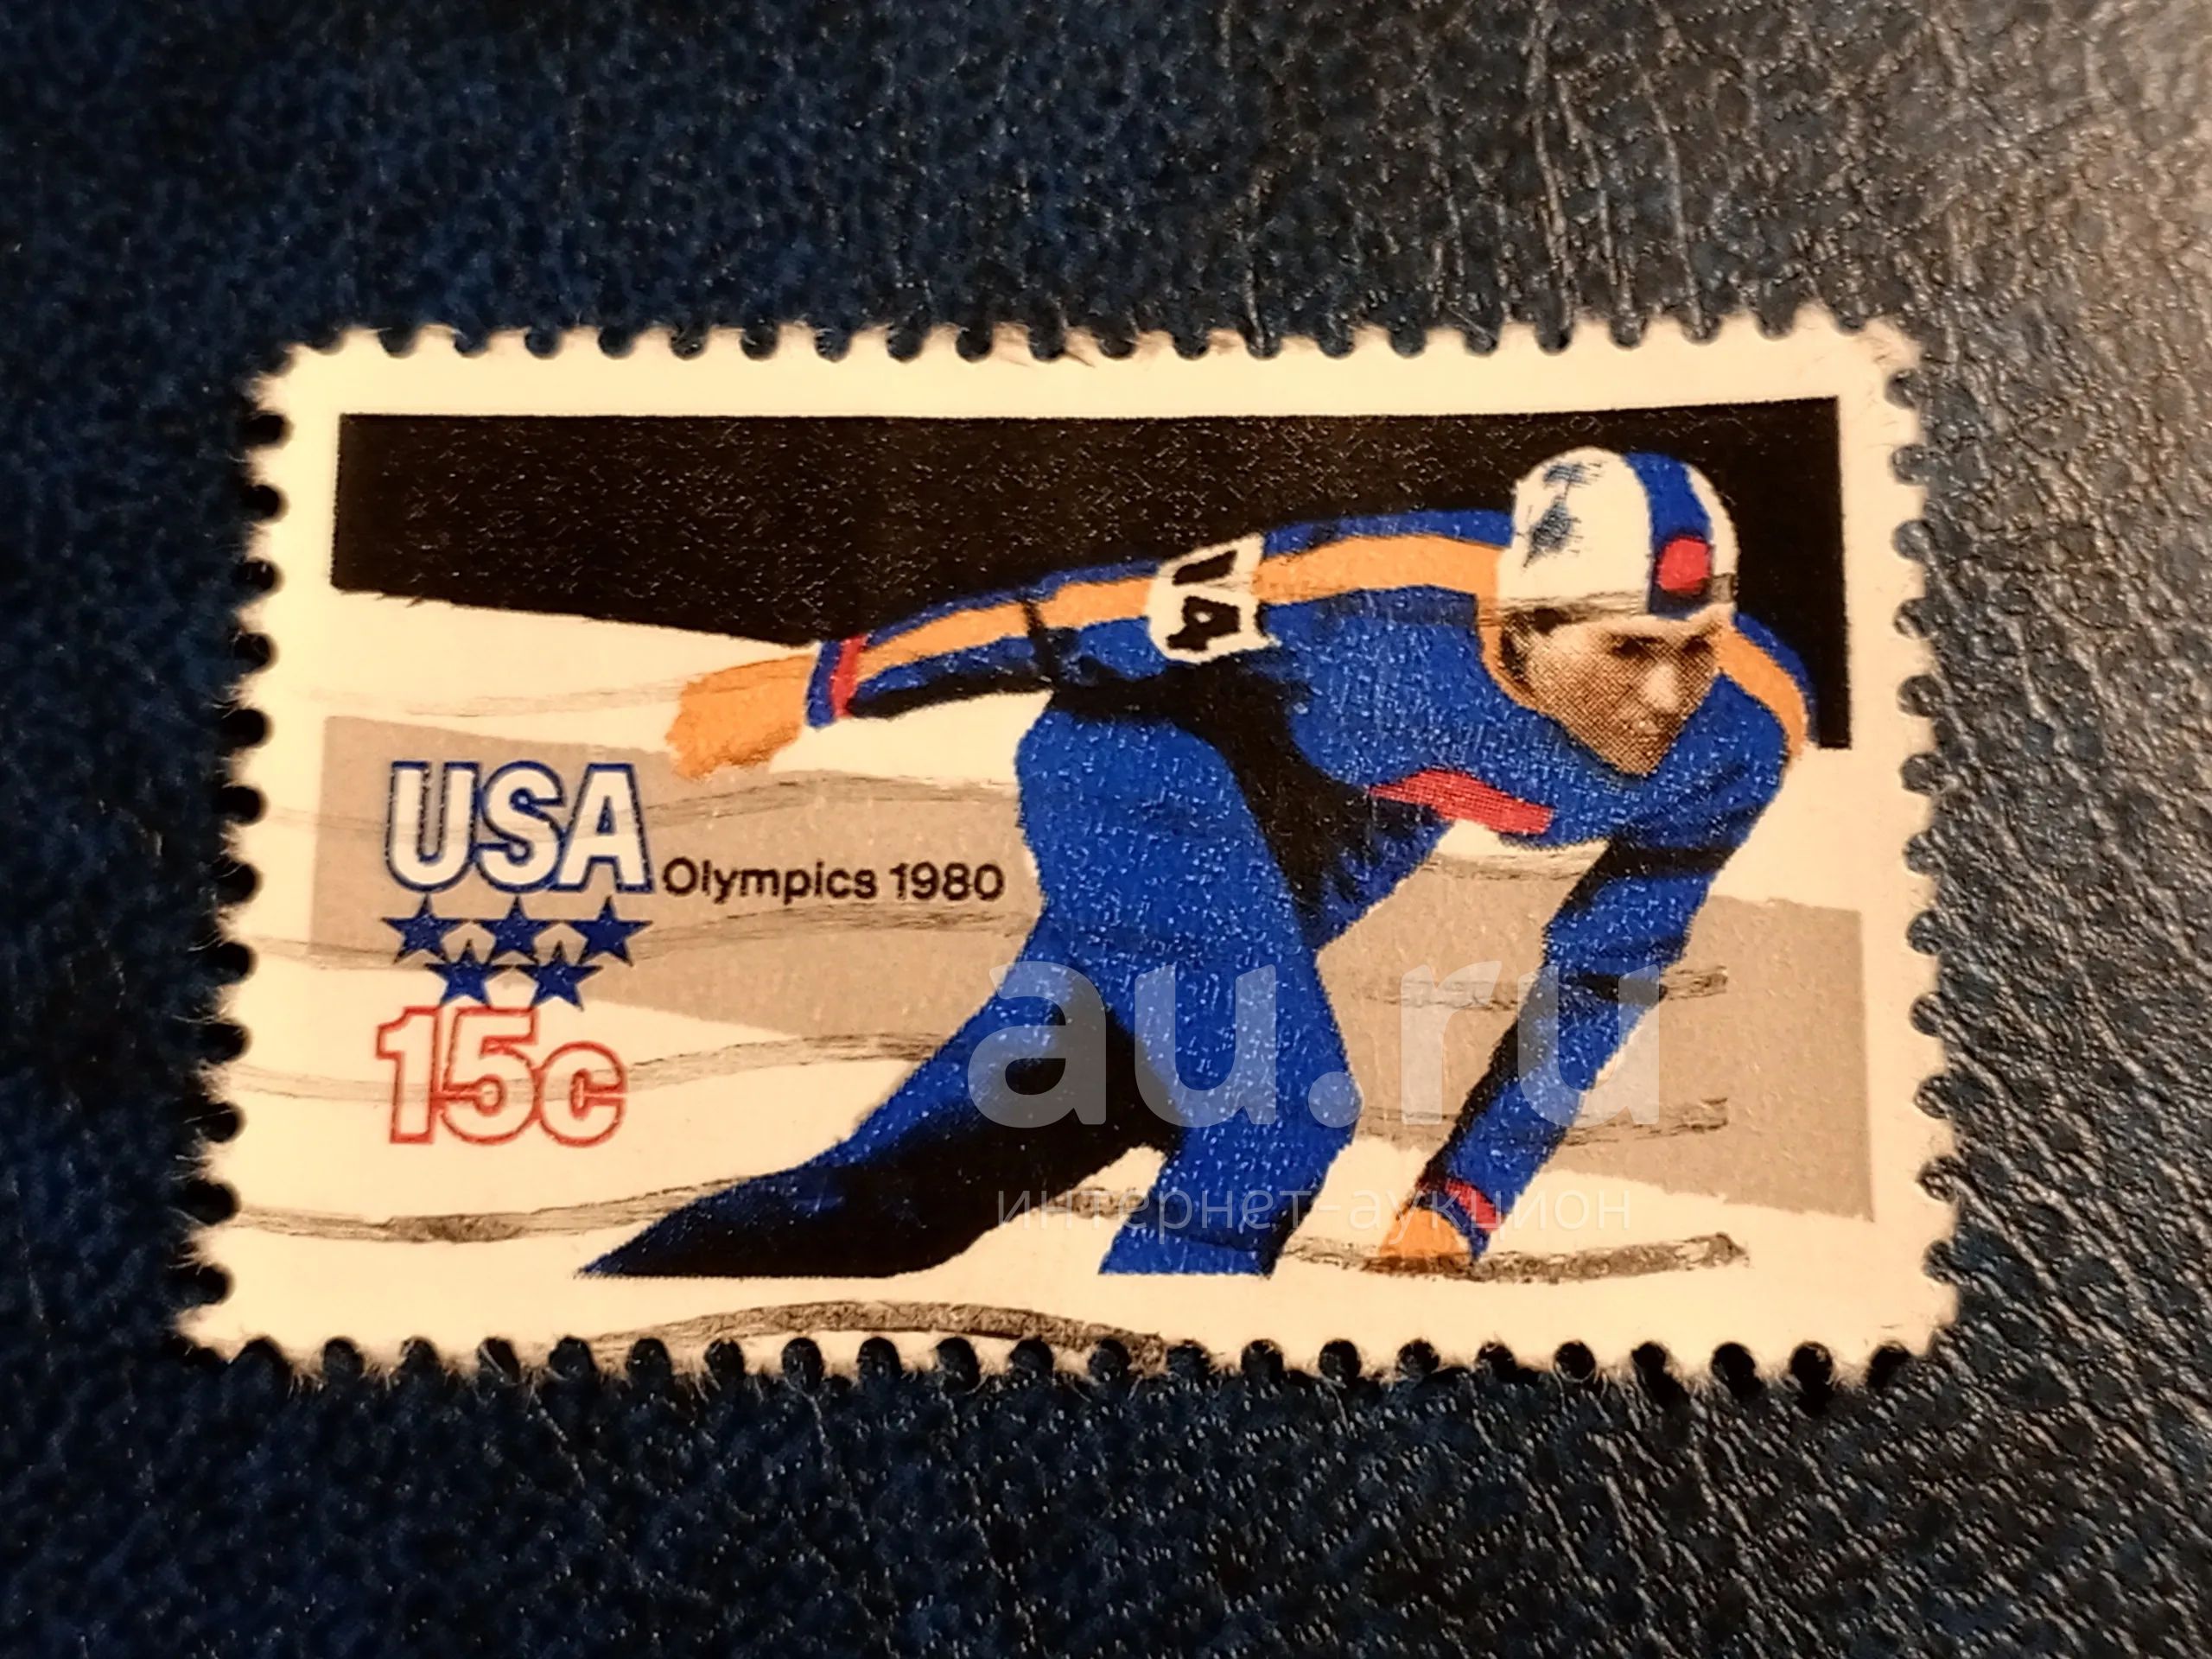 14
USA Olympics 1980
15c
au.ru
интернет-аукцион